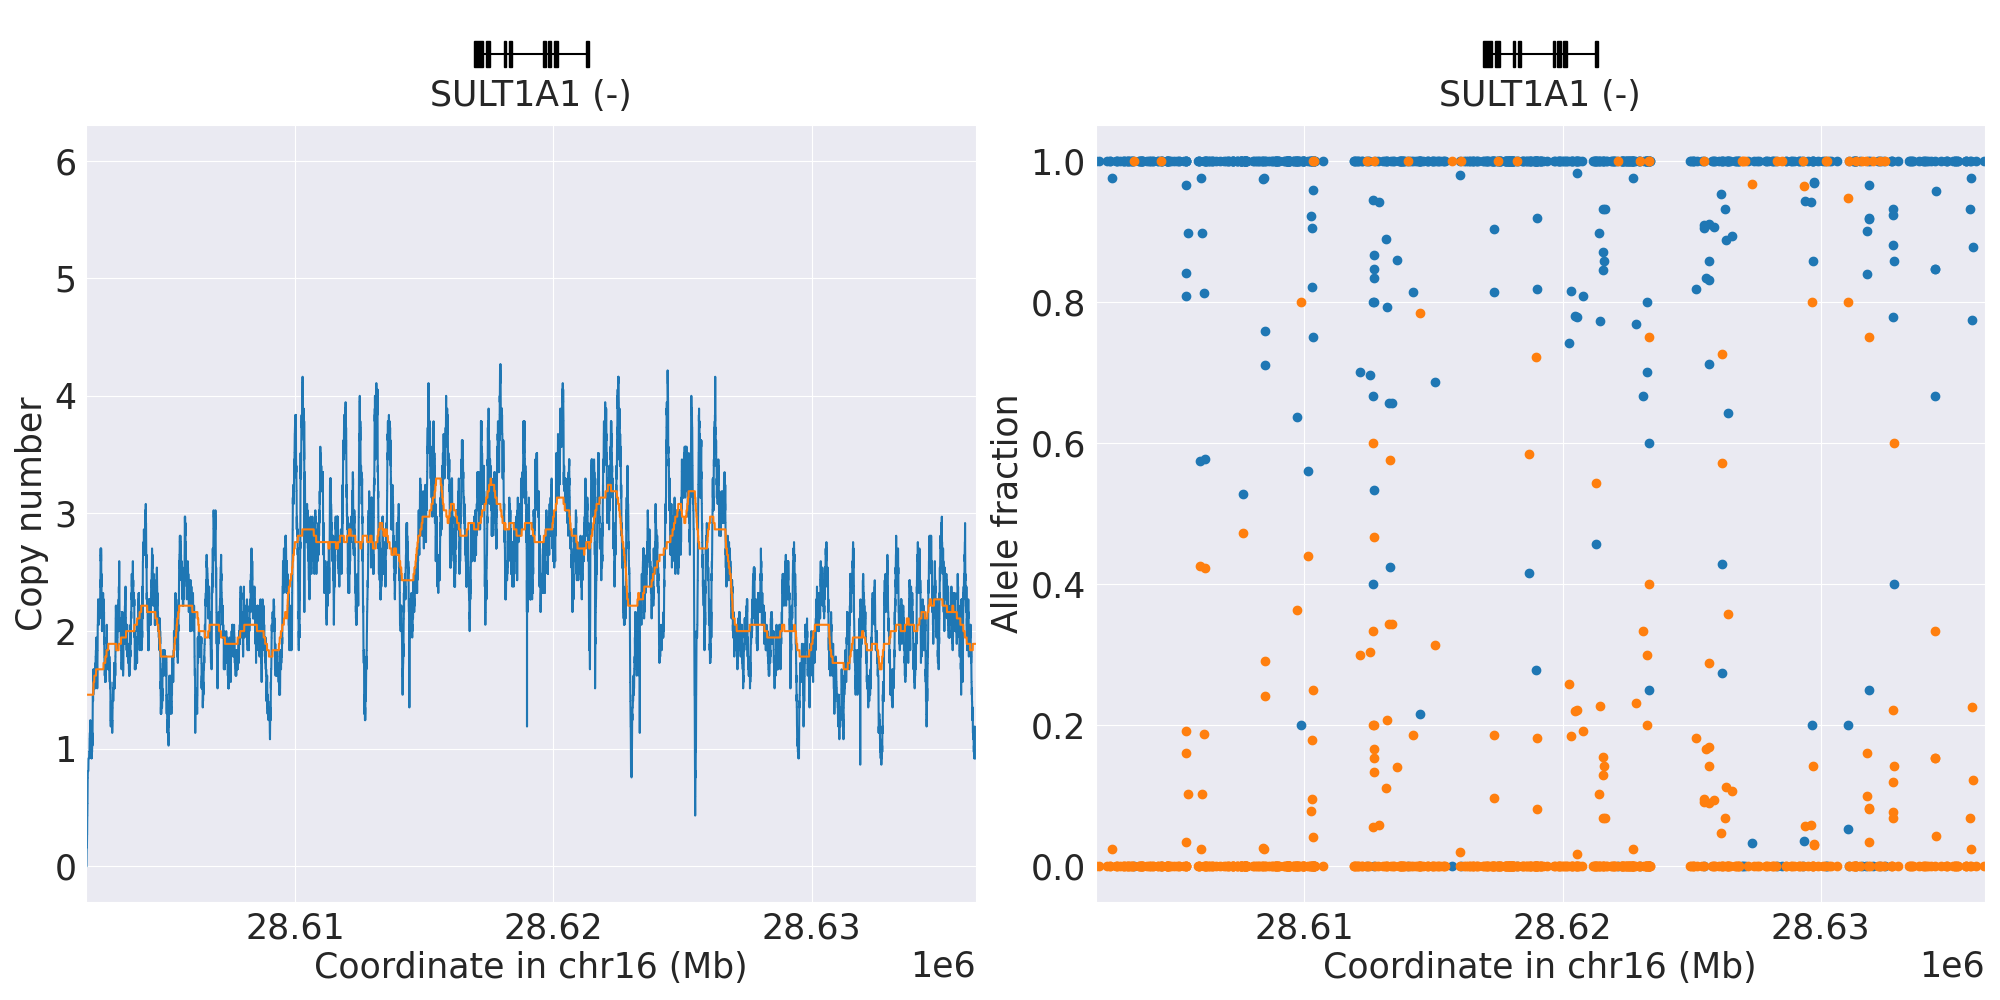 SULT1A1 (-)
6
5
4
3
2
1
0
Copy number
28.61
28.62
28.63
Coordinate in chr16 (Mb)
1e6
SULT1A1 (-)
1.0
0.8
0.6
0.4
0.2
0.0
Allele fraction
28.61
28.62
28.63
Coordinate in chr16 (Mb)
1e6